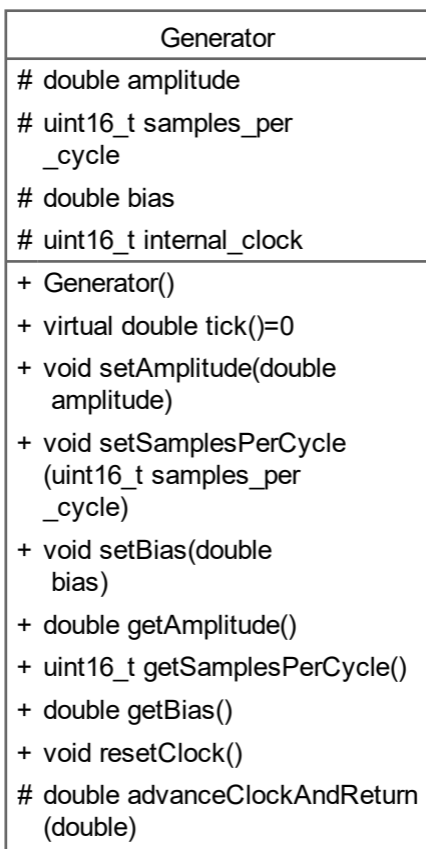 Generator
# double amplitude
# uint16_t samples_per
_cycle
# double bias
# uint16_t internal_clock
+ Generator()
+ virtual double tick()=0
+ void setAmplitude(double
amplitude)
+ void setSamplesPerCycle
(uint16_t samples_per
_cycle)
+ void setBias(double
bias)
+ double getAmplitude()
+ uint16_t getSamplesPerCycle()
+ double getBias()
+ void resetClock()
# double advanceClockAndReturn
(double)